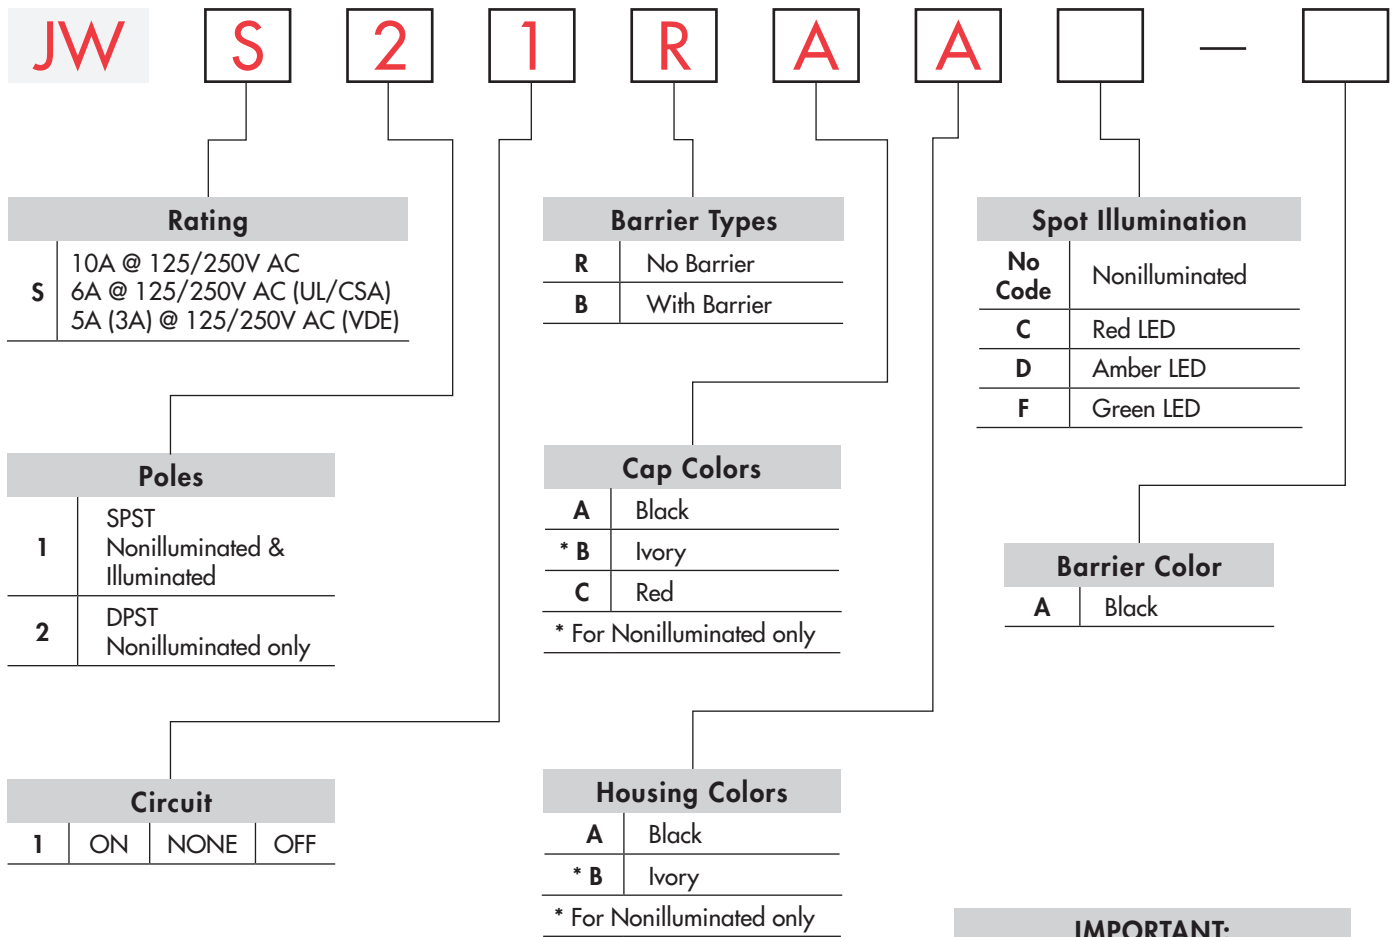 JW S 2 1 R A A —
Rating
S
10A @ 125/250V AC
6A @ 125/250V AC (UL/CSA)
5A (3A) @ 125/250V AC (VDE)
Poles
1
SPST
Nonilluminated &
Illuminated
2
DPST
Nonilluminated only
Circuit
1 ON NONE OFF
Barrier Types
R No Barrier
B With Barrier
Cap Colors
A Black
* B Ivory
C Red
* For Nonilluminated only
Housing Colors
A Black
* B Ivory
* For Nonilluminated only
Spot Illumination
No
Code
Nonilluminated
C Red LED
D Amber LED
F Green LED
Barrier Color
A Black
IMPORTANT: